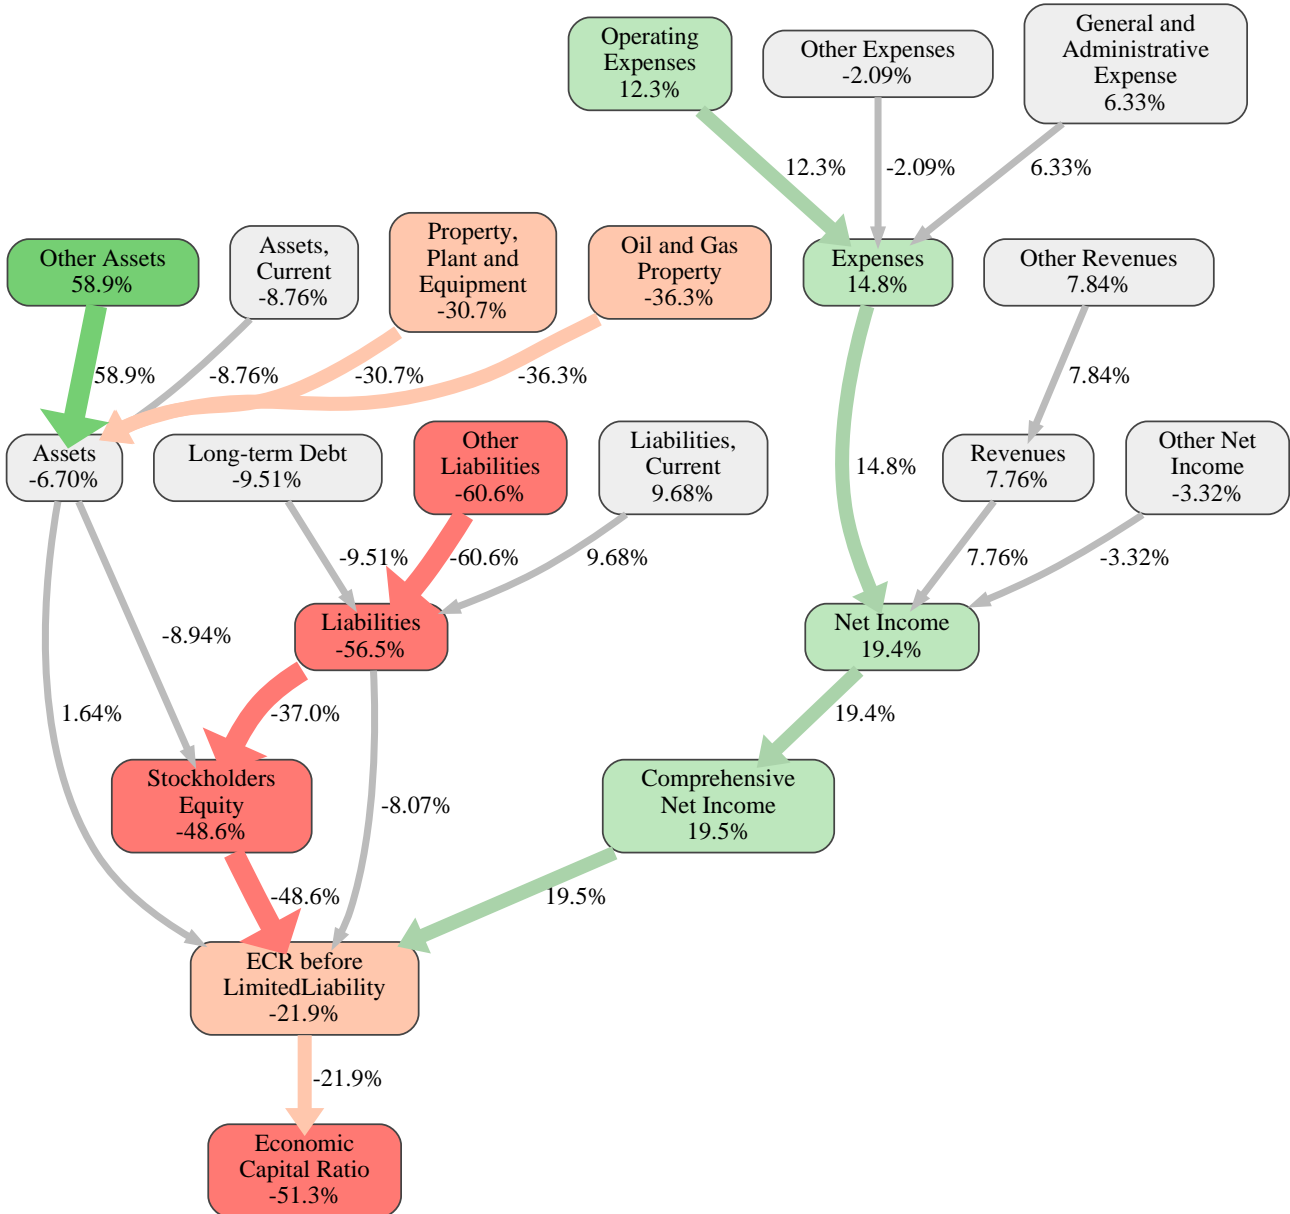 Operating
Expenses
12.3%
Other Expenses
-2.09%
General and
Administrative
Expense
6.33%
12.3%
-2.09%
6.33%
Other Assets
58.9%
Assets,
Current
-8.76%
Property,
Plant and
Equipment
-30.7%
Oil and Gas
Property
-36.3%
Expenses
14.8%
Other Revenues
7.84%
58.9%
-8.76%
-30.7%
-36.3%
7.84%
Assets
-6.70%
Long-term Debt
-9.51%
Other
Liabilities
-60.6%
Liabilities,
Current
9.68%
14.8%
Revenues
7.76%
Other Net
Income
-3.32%
-9.51%
-60.6%
9.68%
7.76%
-3.32%
-8.94%
Liabilities
-56.5%
Net Income
19.4%
1.64%
-37.0%
19.4%
Stockholders
Equity
-48.6%
-8.07%
Comprehensive
Net Income
19.5%
-48.6%
19.5%
ECR before
LimitedLiability
-21.9%
-21.9%
Economic
Capital Ratio
-51.3%